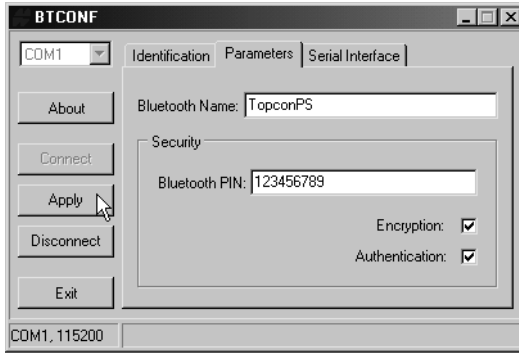 BTCONF
COM1
Identification Parameters Serial Interface
About
Bluetooth Name: TopconPS
Security
Connect
Bluetooth PIN: 123456789
Apply
Encryption:
Disconnect
Authentication:
Exit
COM1, 115200